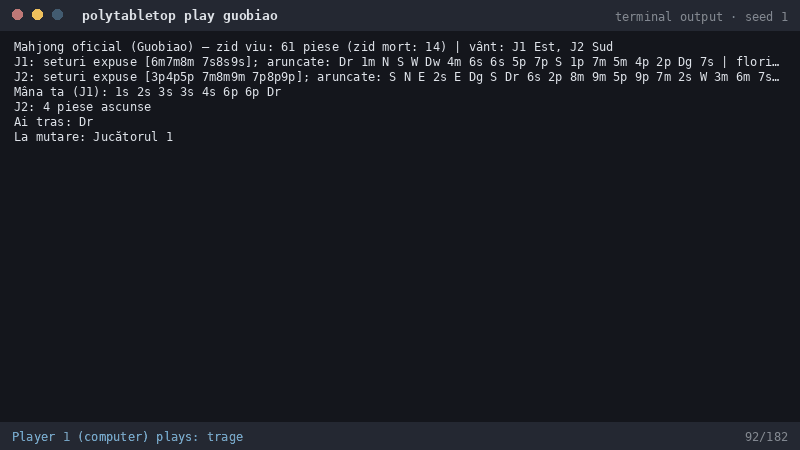 polytabletop play guobiao
terminal output · seed 1
Mahjong oficial (Guobiao) — zid viu: 61 piese (zid mort: 14) | vânt: J1 Est, J2 Sud
J1: seturi expuse [6m7m8m 7s8s9s]; aruncate: Dr 1m N S W Dw 4m 6s 6s 5p 7p S 1p 7m 5m 4p 2p Dg 7s | flori…
J2: seturi expuse [3p4p5p 7m8m9m 7p8p9p]; aruncate: S N E 2s E Dg S Dr 6s 2p 8m 9m 5p 9p 7m 2s W 3m 6m 7s…
Mâna ta (J1): 1s 2s 3s 3s 4s 6p 6p Dr
J2: 4 piese ascunse
Ai tras: Dr
La mutare: Jucătorul 1
Player 1 (computer) plays: trage
92/182